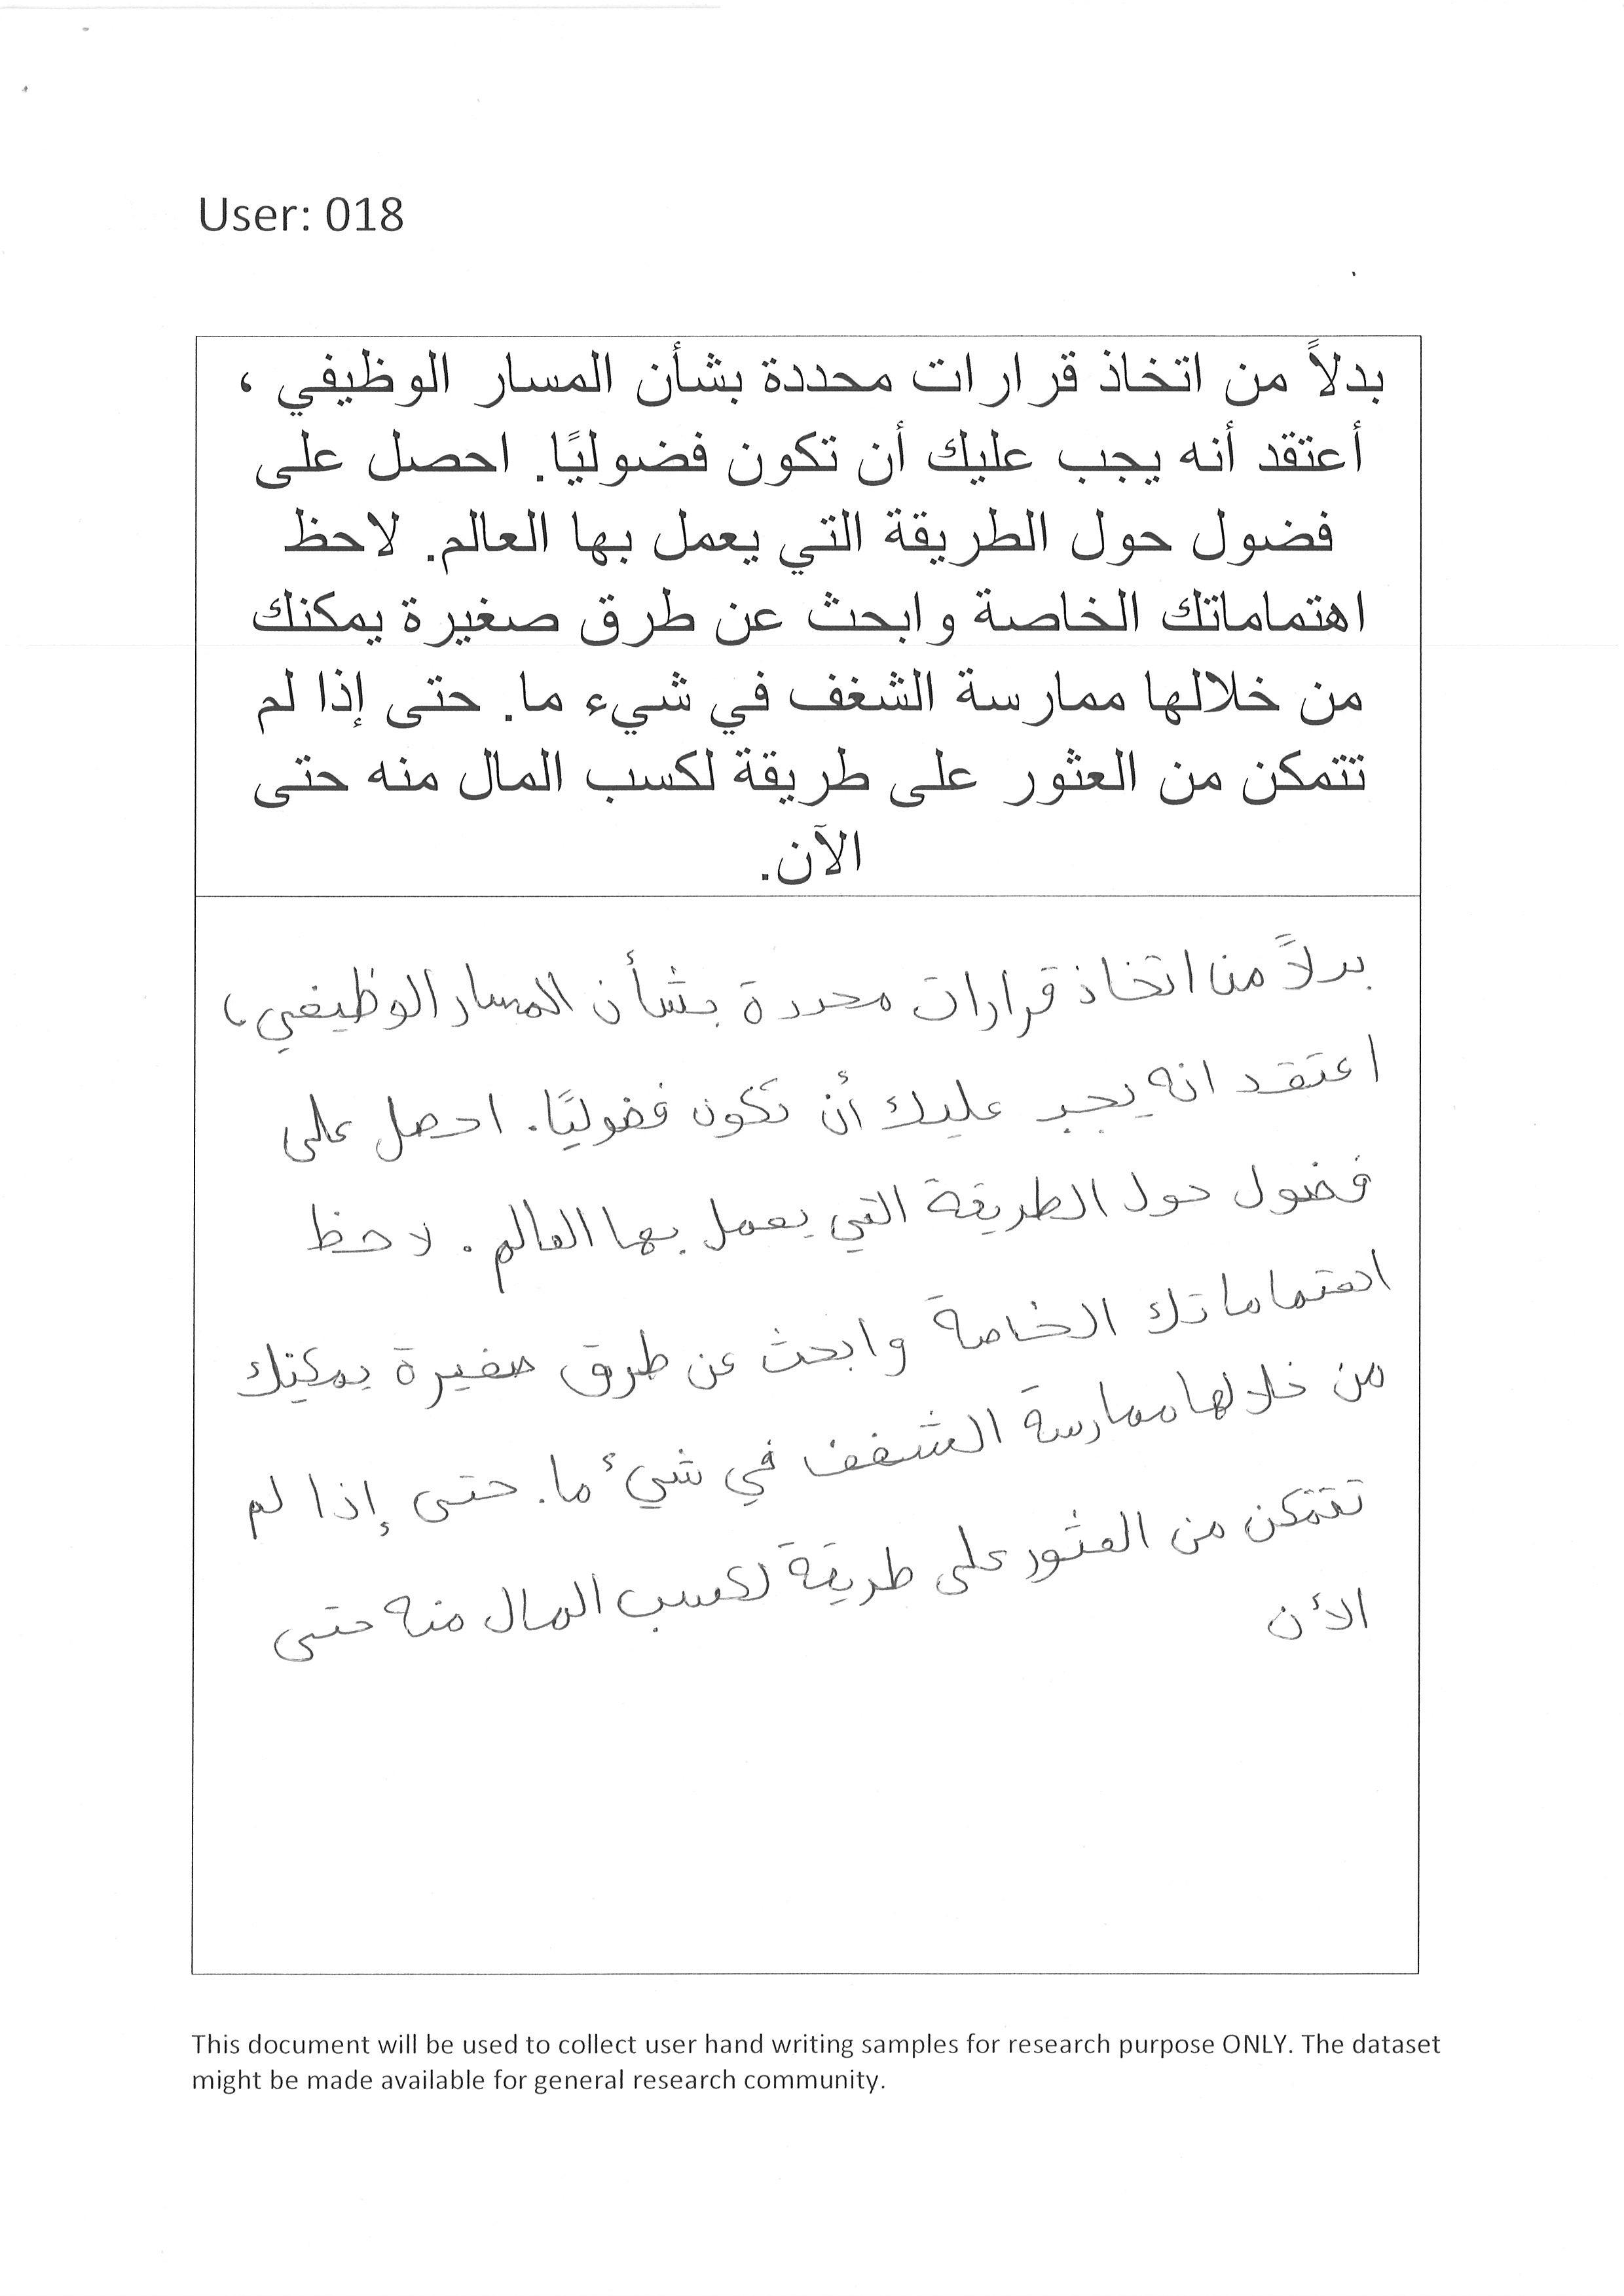 User: 018
بدلاً من اتخاذ قرارات محددة بشأن المسار الوظيفي ،
أعتقد أنه يجب عليك أن تكون فضوليًا. احصل على
فضول حول الطريقة التي يعمل بها العالم. لاحظ
اهتماماتك الخاصة وابحث عن طرق صغيرة يمكنك
من خلالها ممارسة الشغف في شيء ما. حتى إذا لم
تتمكن من العثور على طريقة لكسب المال منه حتى
الآن.
بدلاً من اتخاذ قرارات محددة بشأن المسار الوظيفي،
اعتقد انه يجب عليك أن تكون فضوليًا. احصل على
فضول حول الطريقة التي يعمل بها العالم. لاحظ
اهتماماتك الخاصة وابحث عن طرق صغيرة يمكنك
من خلالها ممارسة الشغف في شيء ما. حتى إذا لم
تتمكن من العثور على طريقة لكسب المال منه حتى
الأن
This document will be used to collect user hand writing samples for research purpose ONLY. The dataset
might be made available for general research community.